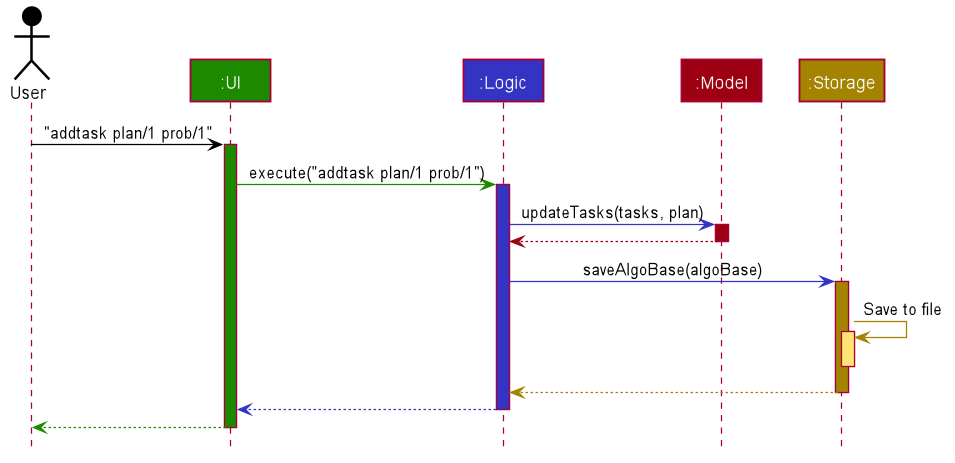 User
:UI
:Logic
:Model
:Storage
"addtask plan/1 prob/1"
execute("addtask plan/1 prob/1")
updateTasks(tasks, plan)
saveAlgoBase(algoBase)
Save to file